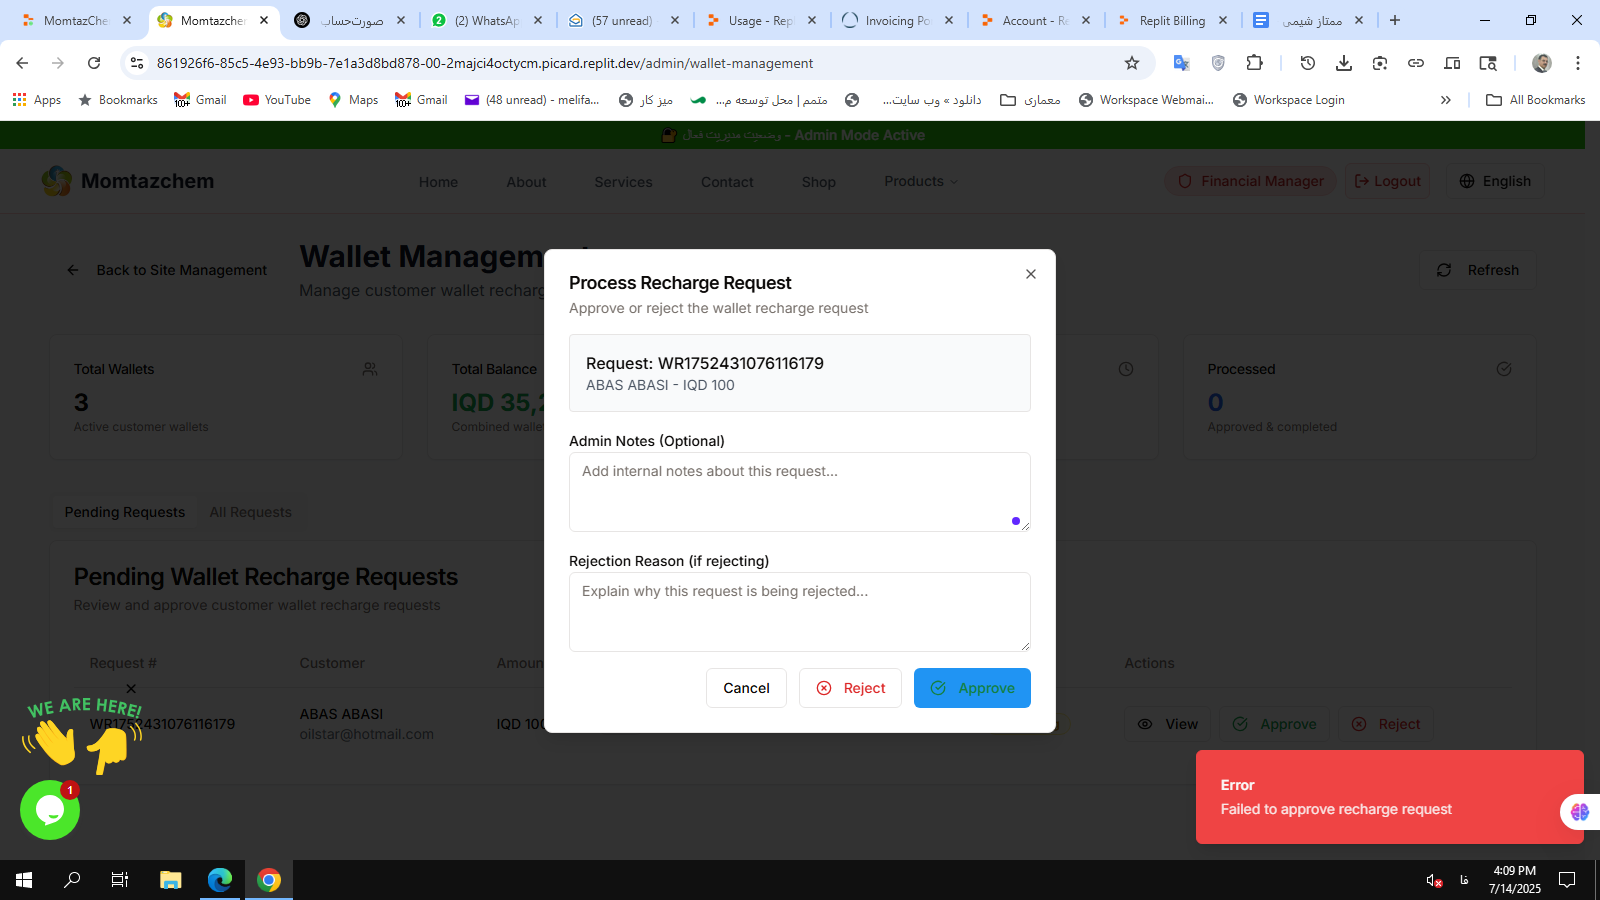 MomtazChe
Momtazchem
صورت‌حساب
(2) WhatsAp
(57 unread)
Usage - Repl
Invoicing Po
Account - Re
Replit Billing
ممتاز شیمی
861926f6-85c5-4e93-bb9b-7e1a3d8bd878-00-2majci4octycm.picard.replit.dev/admin/wallet-management
Apps
Bookmarks
Gmail
YouTube
Maps
Gmail
(48 unread) - melifa...
میز کار
متمم | محل توسعه م...
دانلود » وب سایت...
معماری
Workspace Webmai...
Workspace Login
All Bookmarks
وضعیت مدیریت فعال - Admin Mode Active
Momtazchem
Home
About
Services
Contact
Shop
Products
Financial Manager
Logout
English
Back to Site Management
Wallet Managem
Manage customer wallet recharg
Refresh
Total Wallets
3
Active customer wallets
Total Balance
IQD 35,2
Combined walle
Processed
0
Approved & completed
Pending Requests
All Requests
Pending Wallet Recharge Requests
Review and approve customer wallet recharge requests
Request #
Customer
Amoun
Actions
WR1752431076116179
ABAS ABASI
oilstar@hotmail.com
IQD 100
View
Approve
Reject
Process Recharge Request
Approve or reject the wallet recharge request
Request: WR1752431076116179
ABAS ABASI - IQD 100
Admin Notes (Optional)
Add internal notes about this request...
Rejection Reason (if rejecting)
Explain why this request is being rejected...
Cancel
Reject
Approve
WE ARE HERE!
1
Error
Failed to approve recharge request
فا
4:09 PM
7/14/2025